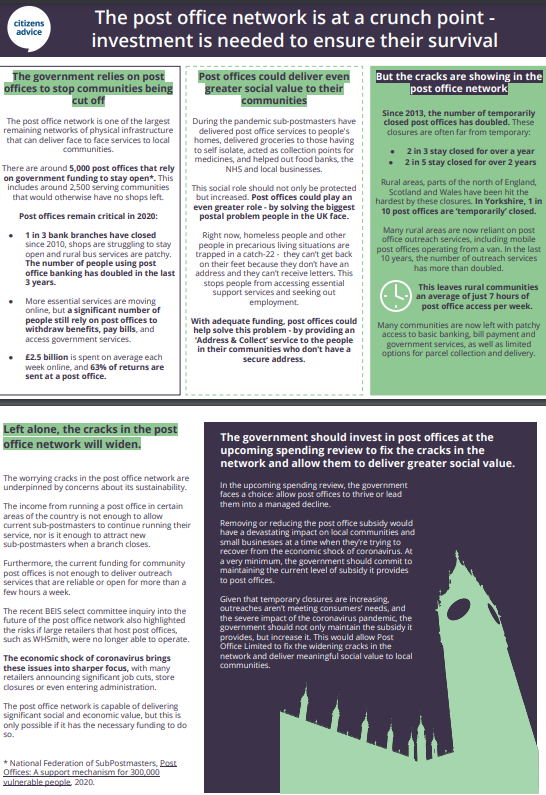 citizens
advice
The post office network is at a crunch point -
investment is needed to ensure their survival
The government relies on post
offices to stop communities being
cut off
The post office network is one of the largest
remaining networks of physical infrastructure
that can deliver face to face services to local
communities.
There are around 5,000 post offices that rely
on government funding to stay open*. This
includes around 2,500 serving communities
that would otherwise have no shops left.
Post offices remain critical in 2020:
● 1 in 3 bank branches have closed
since 2010, shops are struggling to stay
open and rural bus services are patchy.
The number of people using post
office banking has doubled in the last
3 years.
● More essential services are moving
online, but a significant number of
people still rely on post offices to
withdraw benefits, pay bills, and
access government services.
● £2.5 billion is spent on average each
week online, and 63% of returns are
sent at a post office.
Post offices could deliver even
greater social value to their
communities
During the pandemic sub-postmasters have
delivered post office services to people's
homes, delivered groceries to those having
to self isolate, acted as collection points for
medicines, and helped out food banks, the
NHS and local businesses.
This social role should not only be protected
but increased. Post offices could play an
even greater role - by solving the biggest
postal problem people in the UK face.
Right now, homeless people and other
people in precarious living situations are
trapped in a catch-22 - they can't get back
on their feet because they don't have an
address and they can't receive letters. This
stops people from accessing essential
support services and seeking out
employment.
With adequate funding, post offices could
help solve this problem - by providing an
'Address & Collect' service to the people
in their communities who don't have a
secure address.
But the cracks are showing in the
post office network
Since 2013, the number of temporarily
closed post offices has doubled. These
closures are often far from temporary:
● 2 in 3 stay closed for over a year
● 2 in 5 stay closed for over 2 years
Rural areas, parts of the north of England,
Scotland and Wales have been hit the
hardest by these closures. In Yorkshire, 1 in
10 post offices are 'temporarily' closed.
Many rural areas are now reliant on post
office outreach services, including mobile
post offices operating from a van. In the last
10 years, the number of outreach services
has more than doubled.
This leaves rural communities
an average of just 7 hours of
post office access per week.
Many communities are now left with patchy
access to basic banking, bill payment and
government services, as well as limited
options for parcel collection and delivery.
Left alone, the cracks in the post
office network will widen.
The worrying cracks in the post office network are
underpinned by concerns about its sustainability.
The income from running a post office in certain
areas of the country is not enough to allow
current sub-postmasters to continue running their
service, nor is it enough to attract new
sub-postmasters when a branch closes.
Furthermore, the current funding for community
post offices is not enough to deliver outreach
services that are reliable or open for more than a
few hours a week.
The recent BEIS select committee inquiry into the
future of the post office network also highlighted
the risks if large retailers that host post offices,
such as WHSmith, were no longer able to operate.
The economic shock of coronavirus brings
these issues into sharper focus, with many
retailers announcing significant job cuts, store
closures or even entering administration.
The post office network is capable of delivering
significant social and economic value, but this is
only possible if it has the necessary funding to do
so.
* National Federation of SubPostmasters, Post
Offices: A support mechanism for 300,000
vulnerable people, 2020.
The government should invest in post offices at the
upcoming spending review to fix the cracks in the
network and allow them to deliver greater social value.
In the upcoming spending review, the government
faces a choice: allow post offices to thrive or lead
them into a managed decline.
Removing or reducing the post office subsidy would
have a devastating impact on local communities and
small businesses at a time when they're trying to
recover from the economic shock of coronavirus. At
a very minimum, the government should commit to
maintaining the current level of subsidy it provides
to post offices.
Given that temporary closures are increasing,
outreaches aren't meeting consumers' needs, and
the severe impact of the coronavirus pandemic, the
government should not only maintain the subsidy it
provides, but increase it. This would allow Post
Office Limited to fix the widening cracks in the
network and deliver meaningful social value to local
communities.